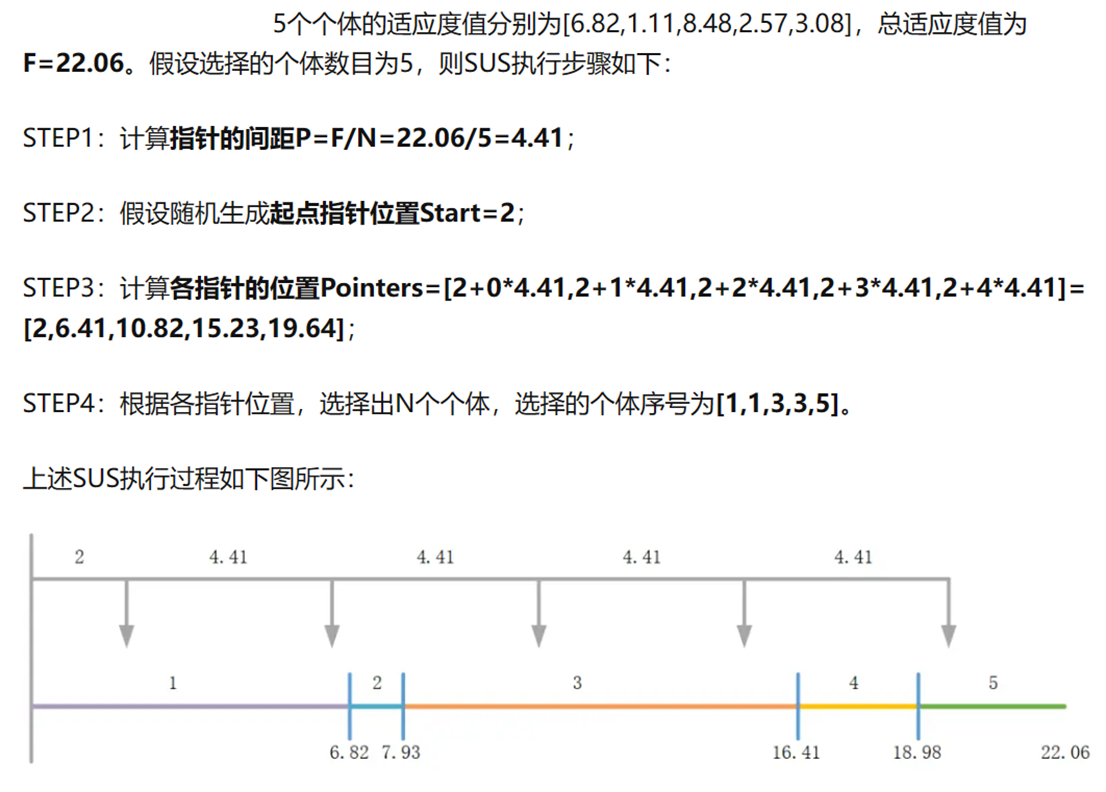 5个个体的适应度值分别为[6.82,1.11,8.48,2.57,3.08]，总适应度值为
F=22.06。假设选择的个体数目为5，则SUS执行步骤如下：
STEP1：计算指针的间距P=F/N=22.06/5=4.41；
STEP2：假设随机生成起点指针位置Start=2；
STEP3：计算各指针的位置Pointers=[2+0*4.41,2+1*4.41,2+2*4.41,2+3*4.41,2+4*4.41]=
[2,6.41,10.82,15.23,19.64]；
STEP4：根据各指针位置，选择出N个个体，选择的个体序号为[1,1,3,3,5]。
上述SUS执行过程如下图所示：
2 4.41 4.41 4.41 4.41
1 2 3 4 5
6.82 7.93 16.41 18.98 22.06